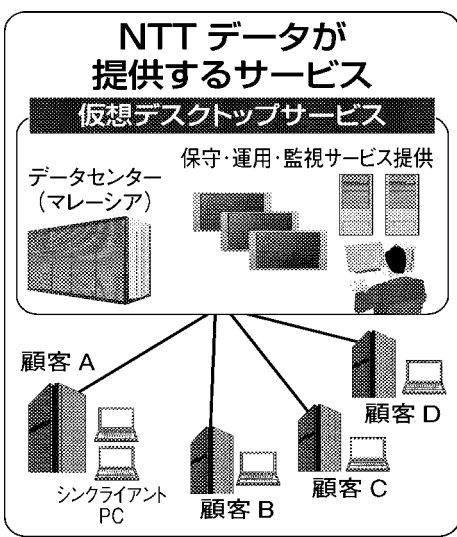 NTT データが
提供するサービス
仮想デスクトップサービス
保守・運用・監視サービス提供
データセンター
（マレーシア）
顧客 A
顧客 D
シンクライアント
PC
顧客 B
顧客 C